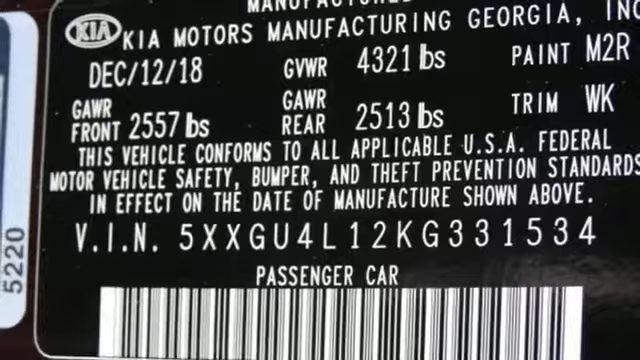 MANUFACTURED
KIA KIA MOTORS MANUFACTURING GEORGIA, INC
DEC/12/18 GVWR 4321 lbs PAINT M2R
GAWR FRONT 2557 lbs GAWR REAR 2513 lbs TRIM WK
THIS VEHICLE CONFORMS TO ALL APPLICABLE U.S.A. FEDERAL
MOTOR VEHICLE SAFETY, BUMPER, AND THEFT PREVENTION STANDARDS
IN EFFECT ON THE DATE OF MANUFACTURE SHOWN ABOVE.
V.I.N. 5XXGU4L12KG331534
PASSENGER CAR
5220